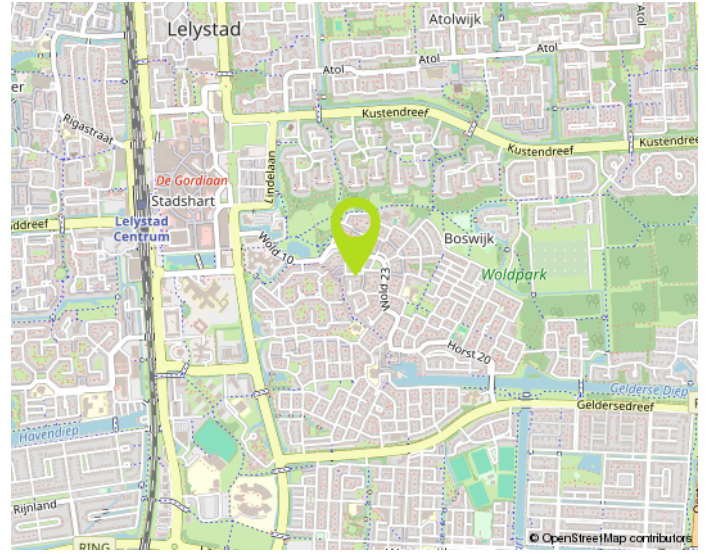 Lelystad
Atolwijk
Atol
Atol
Atol
Kustendreef
Rigastraat
Kustendreef
Kustendree
De Gordiaan
Lindelaan
Stadshart
Lelystad
Centrum
ddreef
Wold 10
Boswijk
Woldpark
Wold 23
Horst 20
Gelderse Diep
Geldersedreef
Havendiep
Rijnland
RING
© OpenStreetMap contributors